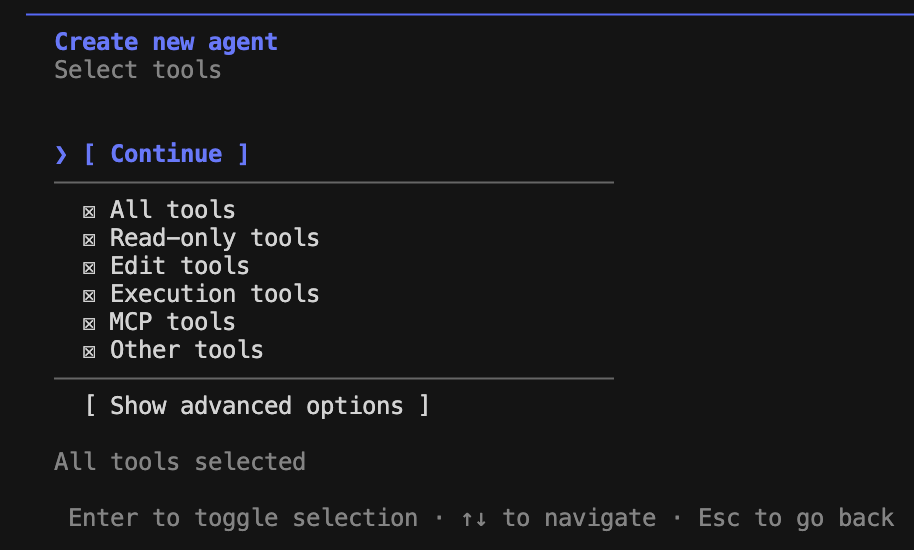 Create new agent
Select tools
❯ [ Continue ]
☒ All tools
☒ Read-only tools
☒ Edit tools
☒ Execution tools
☒ MCP tools
☒ Other tools
[ Show advanced options ]
All tools selected
Enter to toggle selection · ↑↓ to navigate · Esc to go back